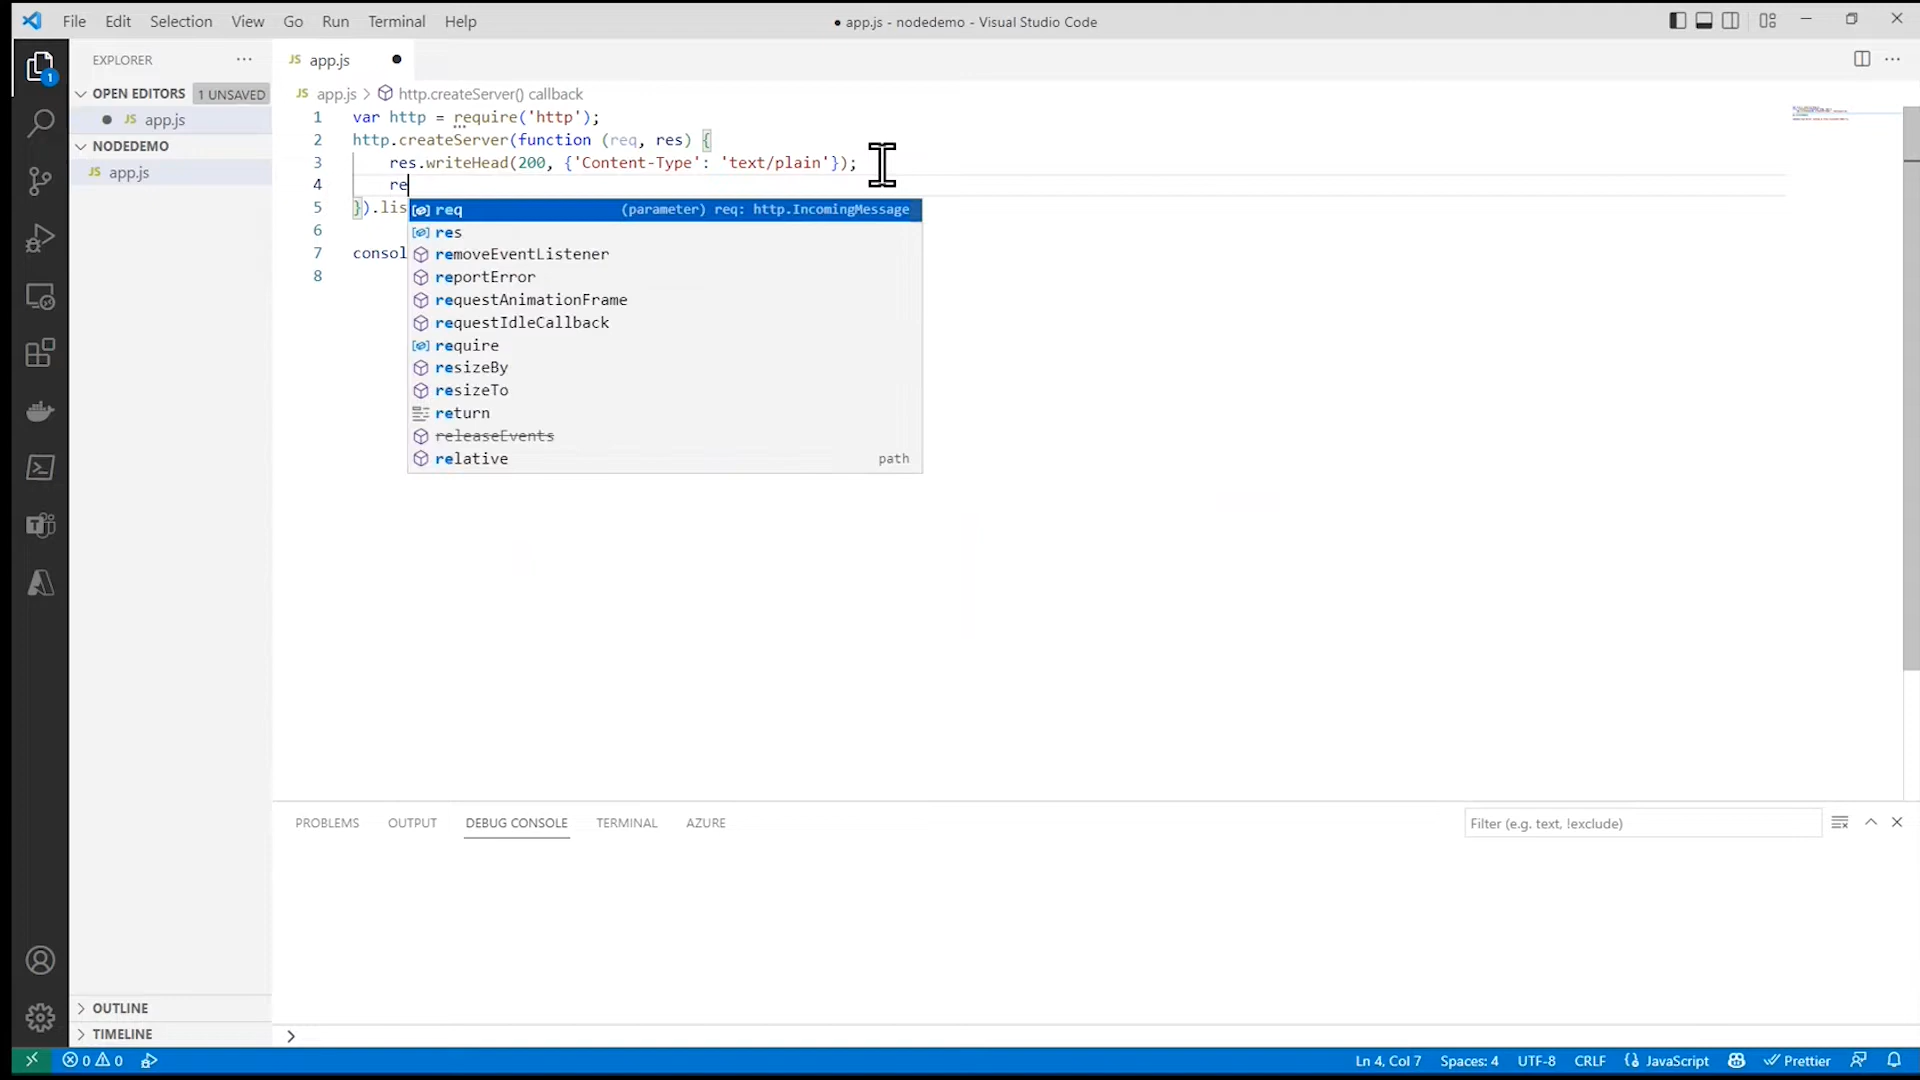 File Edit Selection View Go Run Terminal Help
● app.js - nodedemo - Visual Studio Code
EXPLORER ···
JS app.js ●
OPEN EDITORS 1 UNSAVED
● JS app.js
NODEDEMO
JS app.js
JS app.js > http.createServer() callback
1 var http = require('http');
2 http.createServer(function (req, res) {
3 res.writeHead(200, {'Content-Type': 'text/plain'});
4 re
5 }).lis
6
7 consol
8
req (parameter) req: http.IncomingMessage
res
removeEventListener
reportError
requestAnimationFrame
requestIdleCallback
require
resizeBy
resizeTo
return
releaseEvents
relative path
PROBLEMS OUTPUT DEBUG CONSOLE TERMINAL AZURE
Filter (e.g. text, !exclude)
OUTLINE
TIMELINE
>
0 0
Ln 4, Col 7 Spaces: 4 UTF-8 CRLF {} JavaScript Prettier
1